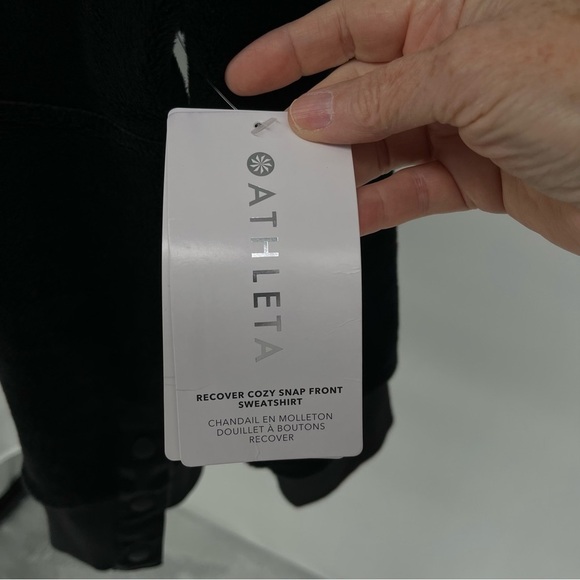 ATHLETA
RECOVER COZY SNAP FRONT
SWEATSHIRT
CHANDAIL EN MOLLETON
DOUILLET À BOUTONS
RECOVER